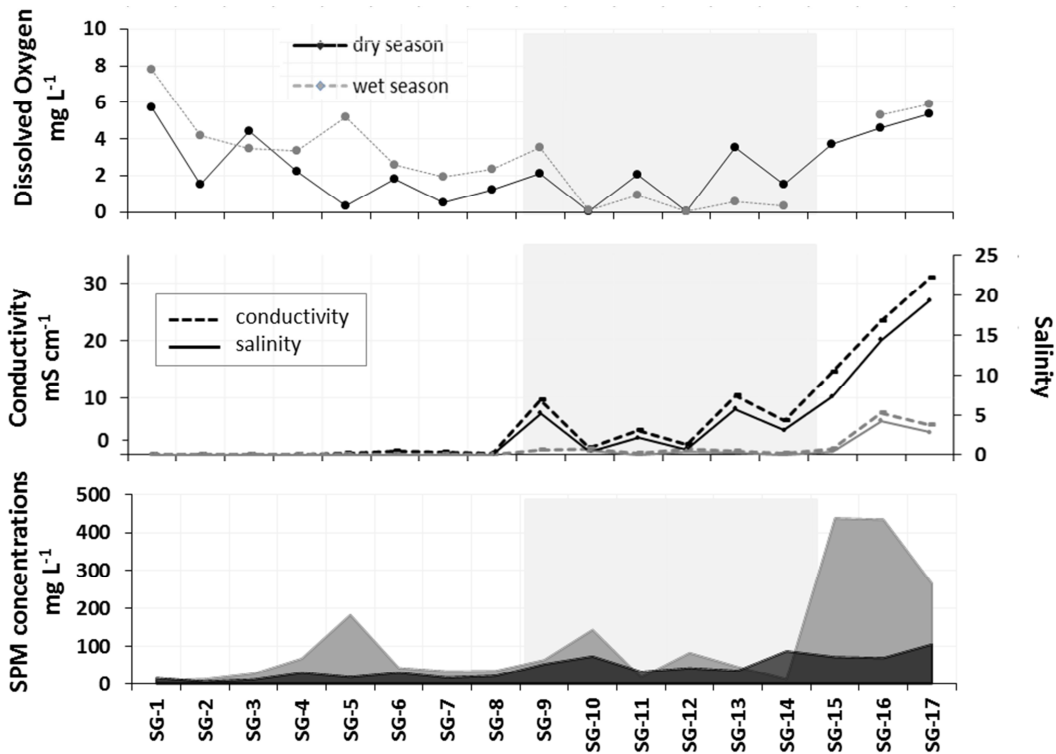 Dissolved Oxygen
mg L-1
10
8
6
4
2
0
dry season
wet season
Conductivity
mS cm-1
30
20
10
0
conductivity
salinity
25
20
15
10
5
0
Salinity
SPM concentrations
mg L-1
500
400
300
200
100
0
SG-1
SG-2
SG-3
SG-4
SG-5
SG-6
SG-7
SG-8
SG-9
SG-10
SG-11
SG-12
SG-13
SG-14
SG-15
SG-16
SG-17